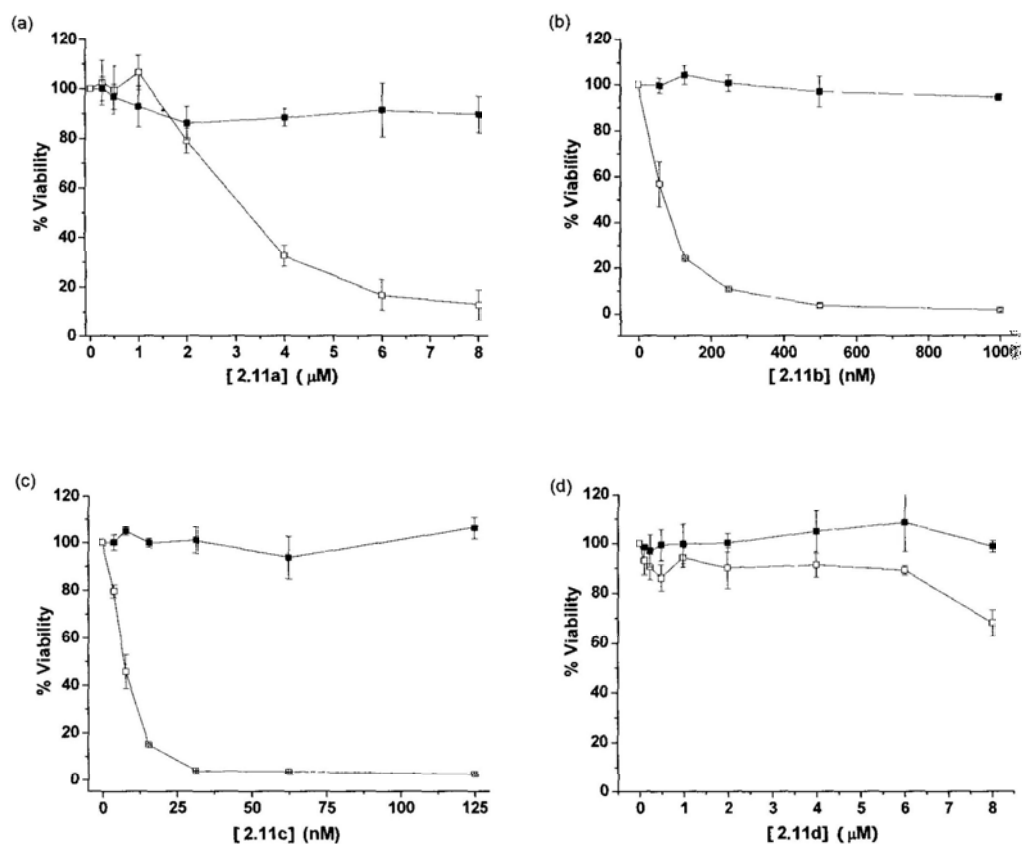 (a)
120
100
80
60
40
20
0
% Viability
0 1 2 3 4 5 6 7 8
[2.11a] (μM)
(b)
120
100
80
60
40
20
0
% Viability
0 200 400 600 800 1000
[2.11b] (nM)
(c)
120
100
80
60
40
20
0
% Viability
0 25 50 75 100 125
[2.11c] (nM)
(d)
120
100
80
60
40
20
0
% Viability
0 1 2 3 4 5 6 7 8
[2.11d] (μM)